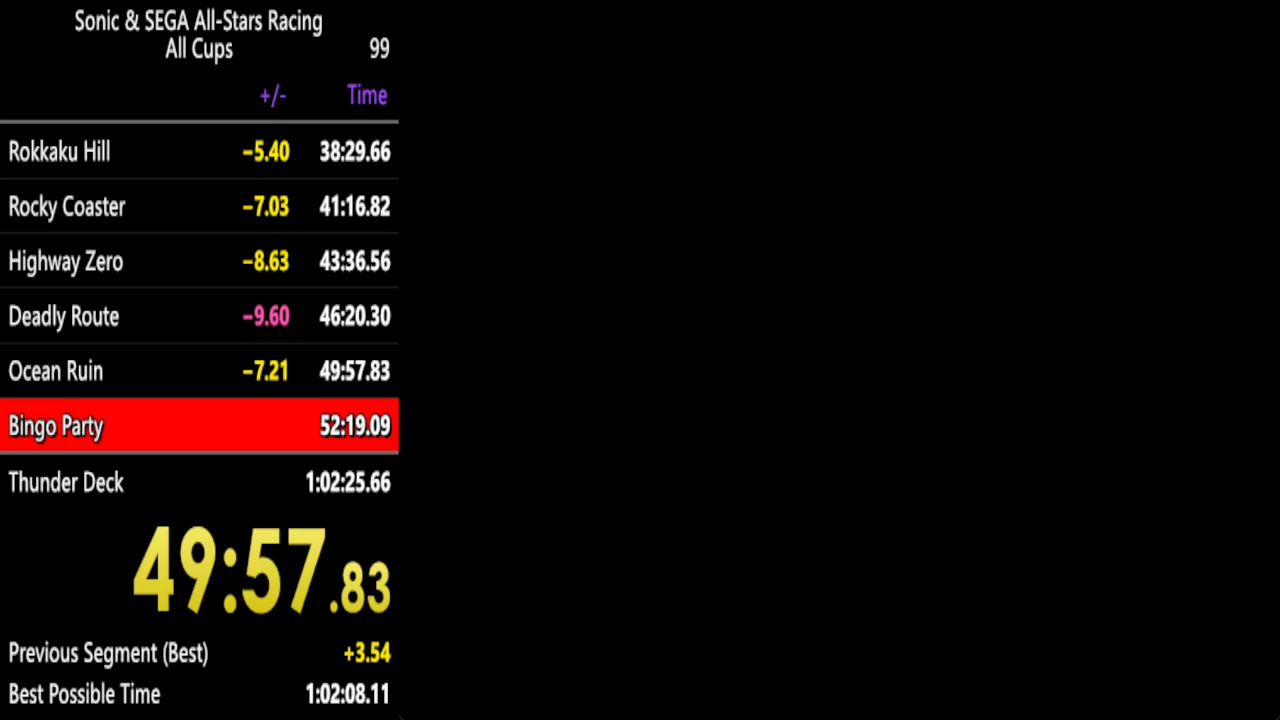 Sonic & SEGA All-Stars Racing
All Cups 99
+/- Time
Rokkaku Hill −5.40 38:29.66
Rocky Coaster −7.03 41:16.82
Highway Zero −8.63 43:36.56
Deadly Route −9.60 46:20.30
Ocean Ruin −7.21 49:57.83
Bingo Party 52:19.09
Thunder Deck 1:02:25.66
49:57.83
Previous Segment (Best) +3.54
Best Possible Time 1:02:08.11